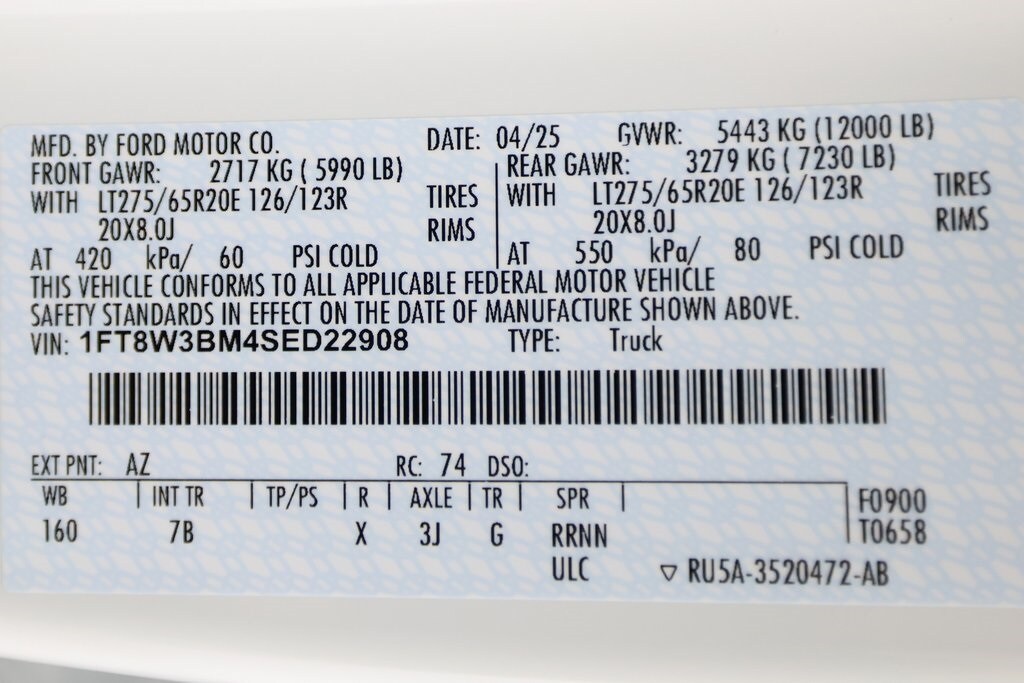 MFD. BY FORD MOTOR CO. DATE: 04/25 GVWR: 5443 KG (12000 LB)
FRONT GAWR: 2717 KG ( 5990 LB) REAR GAWR: 3279 KG ( 7230 LB)
WITH LT275/65R20E 126/123R TIRES WITH LT275/65R20E 126/123R TIRES
20X8.0J RIMS 20X8.0J RIMS
AT 420 kPa/ 60 PSI COLD AT 550 kPa/ 80 PSI COLD
THIS VEHICLE CONFORMS TO ALL APPLICABLE FEDERAL MOTOR VEHICLE
SAFETY STANDARDS IN EFFECT ON THE DATE OF MANUFACTURE SHOWN ABOVE.
VIN: 1FT8W3BM4SED22908 TYPE: Truck
EXT PNT: AZ RC: 74 DSO:
WB INT TR TP/PS R AXLE TR SPR F0900
160 7B X 3J G RRNN T0658
ULC ▽ RU5A-3520472-AB